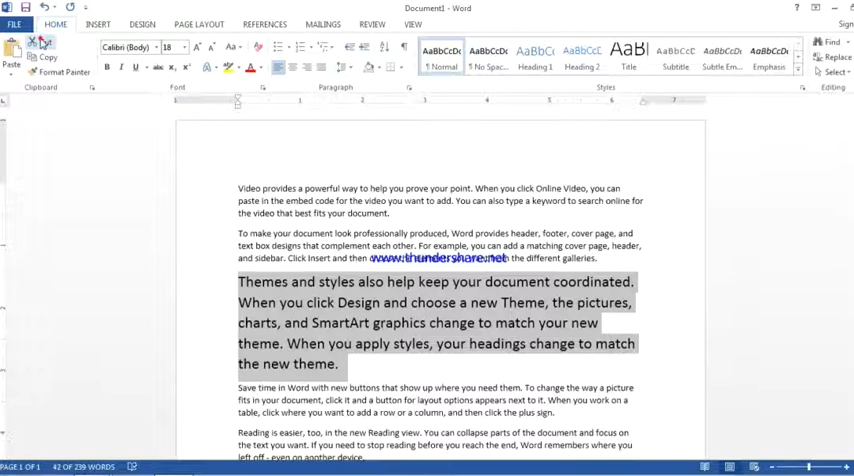 Document1 - Word
FILE HOME INSERT DESIGN PAGE LAYOUT REFERENCES MAILINGS REVIEW VIEW
Calibri (Body) 18 AaBbCcDc AaBbCcDc AaBbCc AaBbCcC AaBbCcDc AaBbCcDc AaBbCcDc Find
Copy Replace
Paste ¶ Normal ¶ No Spac... Heading 1 Heading 2 Title Subtitle Subtle Em... Emphasis
Format Painter Select
Clipboard Font Paragraph Styles Editing
Video provides a powerful way to help you prove your point. When you click Online Video, you can
paste in the embed code for the video you want to add. You can also type a keyword to search online for
the video that best fits your document.
To make your document look professionally produced, Word provides header, footer, cover page, and
text box designs that complement each other. For example, you can add a matching cover page, header,
and sidebar. Click Insert and then the different galleries.
www.thundershare.net
Themes and styles also help keep your document coordinated.
When you click Design and choose a new Theme, the pictures,
charts, and SmartArt graphics change to match your new
theme. When you apply styles, your headings change to match
the new theme.
Save time in Word with new buttons that show up where you need them. To change the way a picture
fits in your document, click it and a button for layout options appears next to it. When you work on a
table, click where you want to add a row or a column, and then click the plus sign.
Reading is easier, too, in the new Reading view. You can collapse parts of the document and focus on
the text you want. If you need to stop reading before you reach the end, Word remembers where you
left off - even on another device.
PAGE 1 OF 1 42 OF 239 WORDS